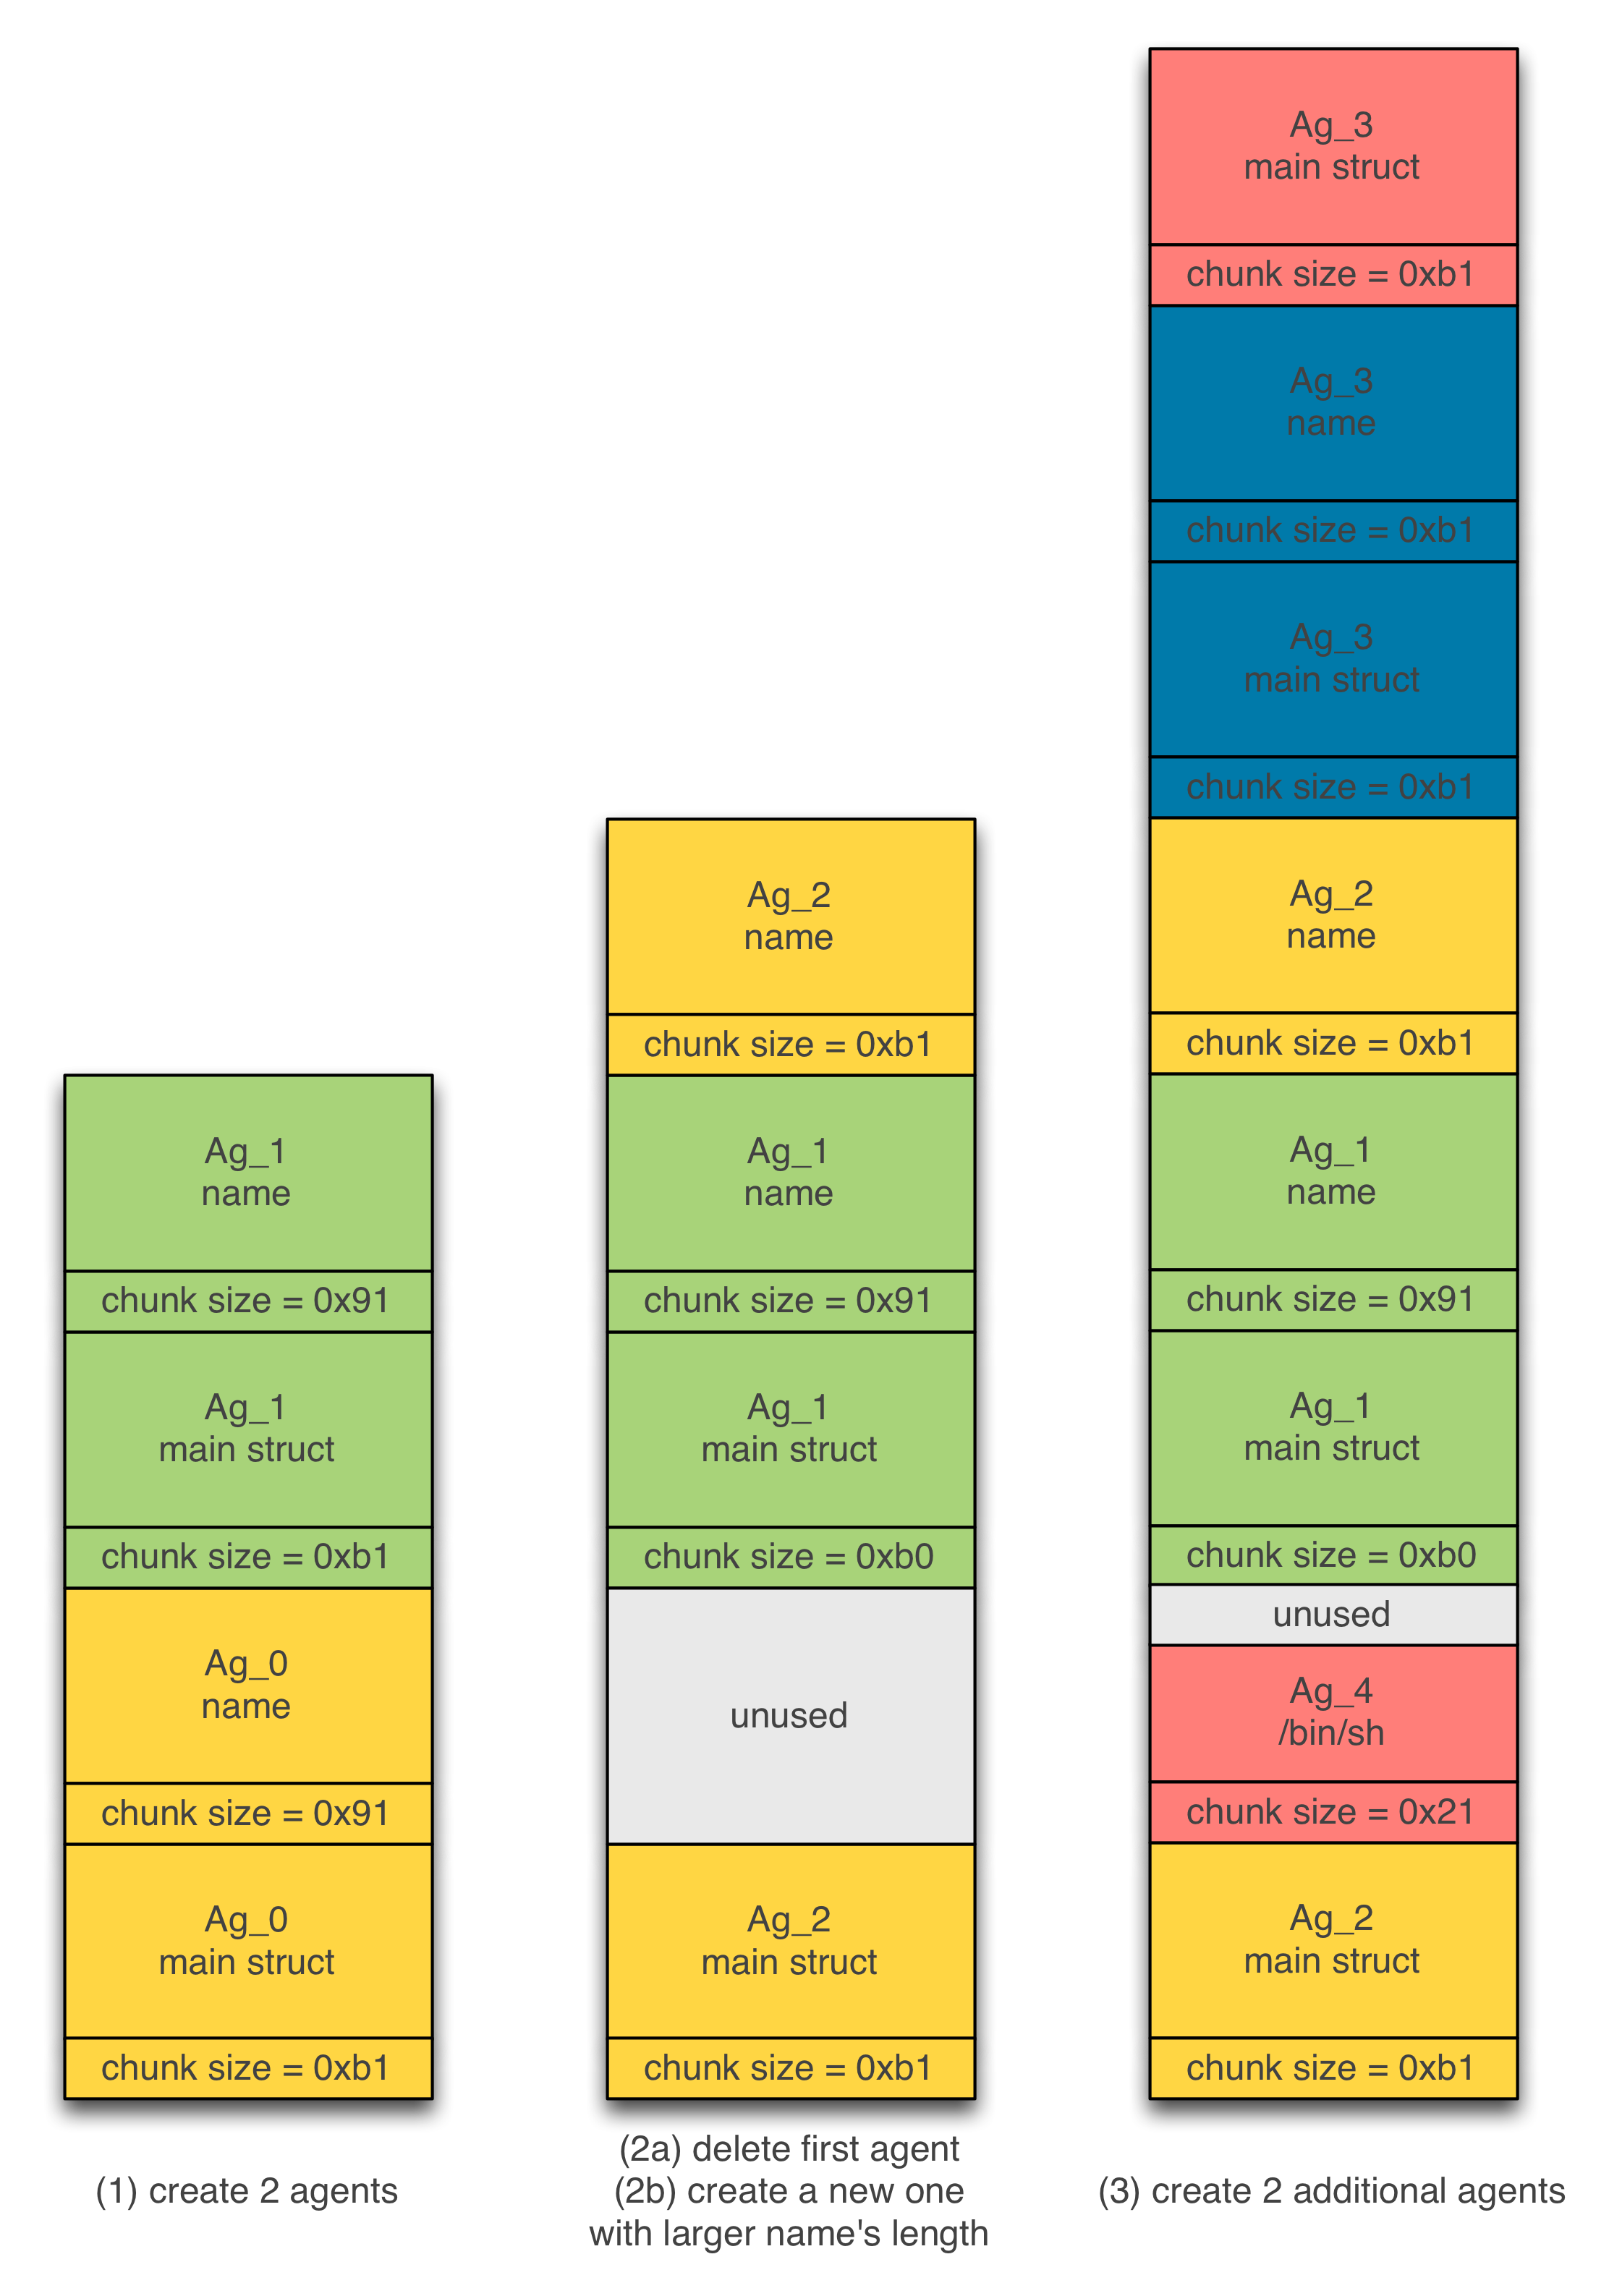 Ag_1
name
chunk size = 0x91
Ag_1
main struct
chunk size = 0xb1
Ag_0
name
chunk size = 0x91
Ag_0
main struct
chunk size = 0xb1
(1) create 2 agents
Ag_2
name
chunk size = 0xb1
Ag_1
name
chunk size = 0x91
Ag_1
main struct
chunk size = 0xb0
unused
Ag_2
main struct
chunk size = 0xb1
(2a) delete first agent
(2b) create a new one
with larger name's length
Ag_3
main struct
chunk size = 0xb1
Ag_3
name
chunk size = 0xb1
Ag_3
main struct
chunk size = 0xb1
Ag_2
name
chunk size = 0xb1
Ag_1
name
chunk size = 0x91
Ag_1
main struct
chunk size = 0xb0
unused
Ag_4
/bin/sh
chunk size = 0x21
Ag_2
main struct
chunk size = 0xb1
(3) create 2 additional agents